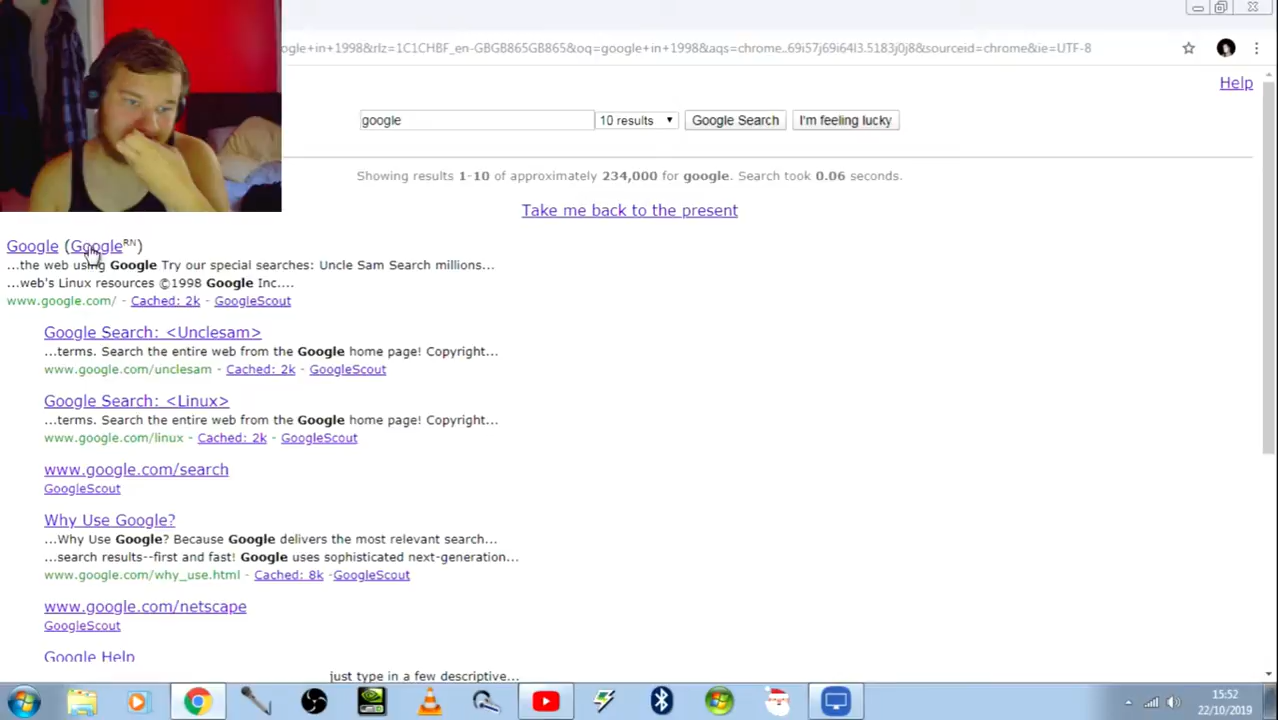 ogle+in+1998&rlz=1C1CHBF_en-GBGB865GB865&oq=google+in+1998&aqs=chrome..69i57j69i64l3.5183j0j8&sourceid=chrome&ie=UTF-8
Help
google 10 results Google Search I'm feeling lucky
Showing results 1-10 of approximately 234,000 for google. Search took 0.06 seconds.
Take me back to the present
Google (Google RN)
...the web using Google Try our special searches: Uncle Sam Search millions...
...web's Linux resources ©1998 Google Inc....
www.google.com/ - Cached: 2k - GoogleScout
Google Search: <Unclesam>
...terms. Search the entire web from the Google home page! Copyright...
www.google.com/unclesam - Cached: 2k - GoogleScout
Google Search: <Linux>
...terms. Search the entire web from the Google home page! Copyright...
www.google.com/linux - Cached: 2k - GoogleScout
www.google.com/search
GoogleScout
Why Use Google?
...Why Use Google? Because Google delivers the most relevant search...
...search results--first and fast! Google uses sophisticated next-generation...
www.google.com/why_use.html - Cached: 8k -GoogleScout
www.google.com/netscape
GoogleScout
Google Help
just type in a few descriptive...
15:52
22/10/2019